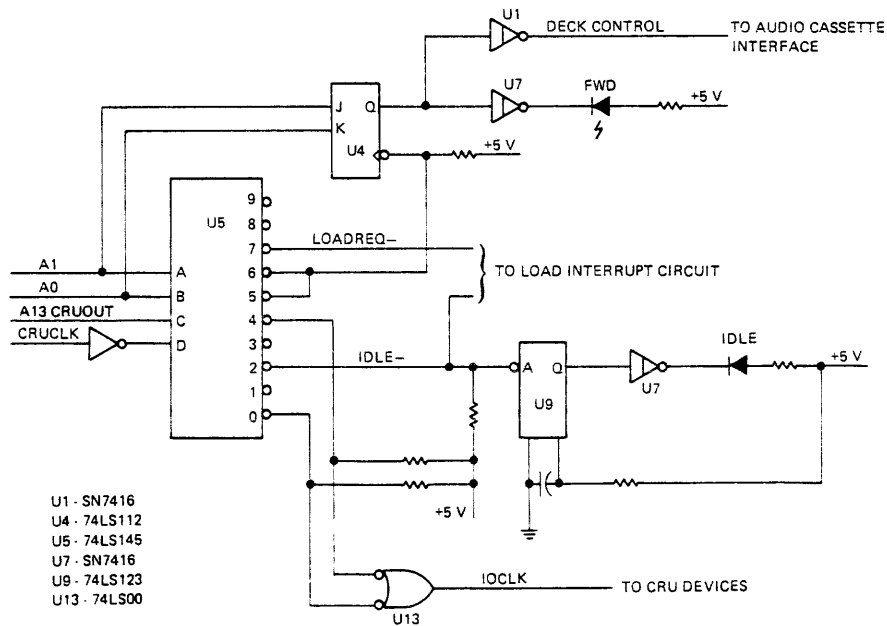 U1
DECK CONTROL
TO AUDIO CASSETTE
INTERFACE
U7
FWD
+5 V
J
Q
K
U4
+5 V
U5
9
8
7
LOADREQ–
6
5
TO LOAD INTERRUPT CIRCUIT
A1
A
A0
B
A13 CRUOUT
C
4
CRUCLK
D
3
IDLE–
2
1
0
A
Q
U9
U7
IDLE
+5 V
+5 V
U1 - SN7416
U4 - 74LS112
U5 - 74LS145
U7 - SN7416
U9 - 74LS123
U13 - 74LS00
IOCLK
TO CRU DEVICES
U13